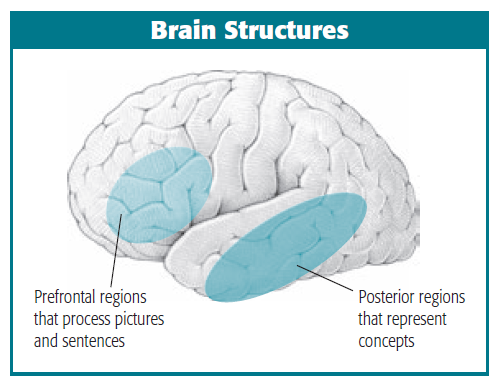 Brain Structures
Prefrontal regions
that process pictures
and sentences
Posterior regions
that represent
concepts